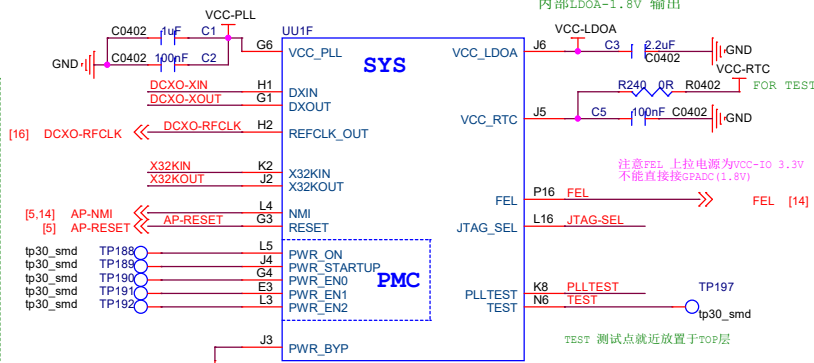 内部LDOA-1.8V 输出
VCC-PLL
C0402 1uF C1
UU1F
G6 VCC_PLL
C0402 100nF C2
GND
SYS
VCC-LDOA
VCC_LDOA J6
C3 2.2uF
C0402
GND
VCC-RTC
R240 0R R0402
FOR TEST
VCC_RTC J5
C5 100nF C0402
GND
DCXO-XIN H1 DXIN
DCXO-XOUT G1 DXOUT
[16] DCXO-RFCLK DCXO-RFCLK H2 REFCLK_OUT
X32KIN K2 X32KIN
X32KOUT J2 X32KOUT
注意FEL 上拉电源为VCC-IO 3.3V
不能直接接GPADC(1.8V)
[5,14] AP-NMI L4 NMI
[5] AP-RESET AP-RESET G3 RESET
FEL P16 FEL FEL [14]
JTAG_SEL L16 JTAG-SEL
tp30_smd TP188 L5 PWR_ON
tp30_smd TP189 J4 PWR_STARTUP
tp30_smd TP190 G4 PWR_EN0
tp30_smd TP191 E3 PWR_EN1
tp30_smd TP192 L3 PWR_EN2
PMC
PLLTEST K8 PLLTEST
TEST N6 TEST
TP197
tp30_smd
TEST 测试点就近放置于TOP层
J3 PWR_BYP